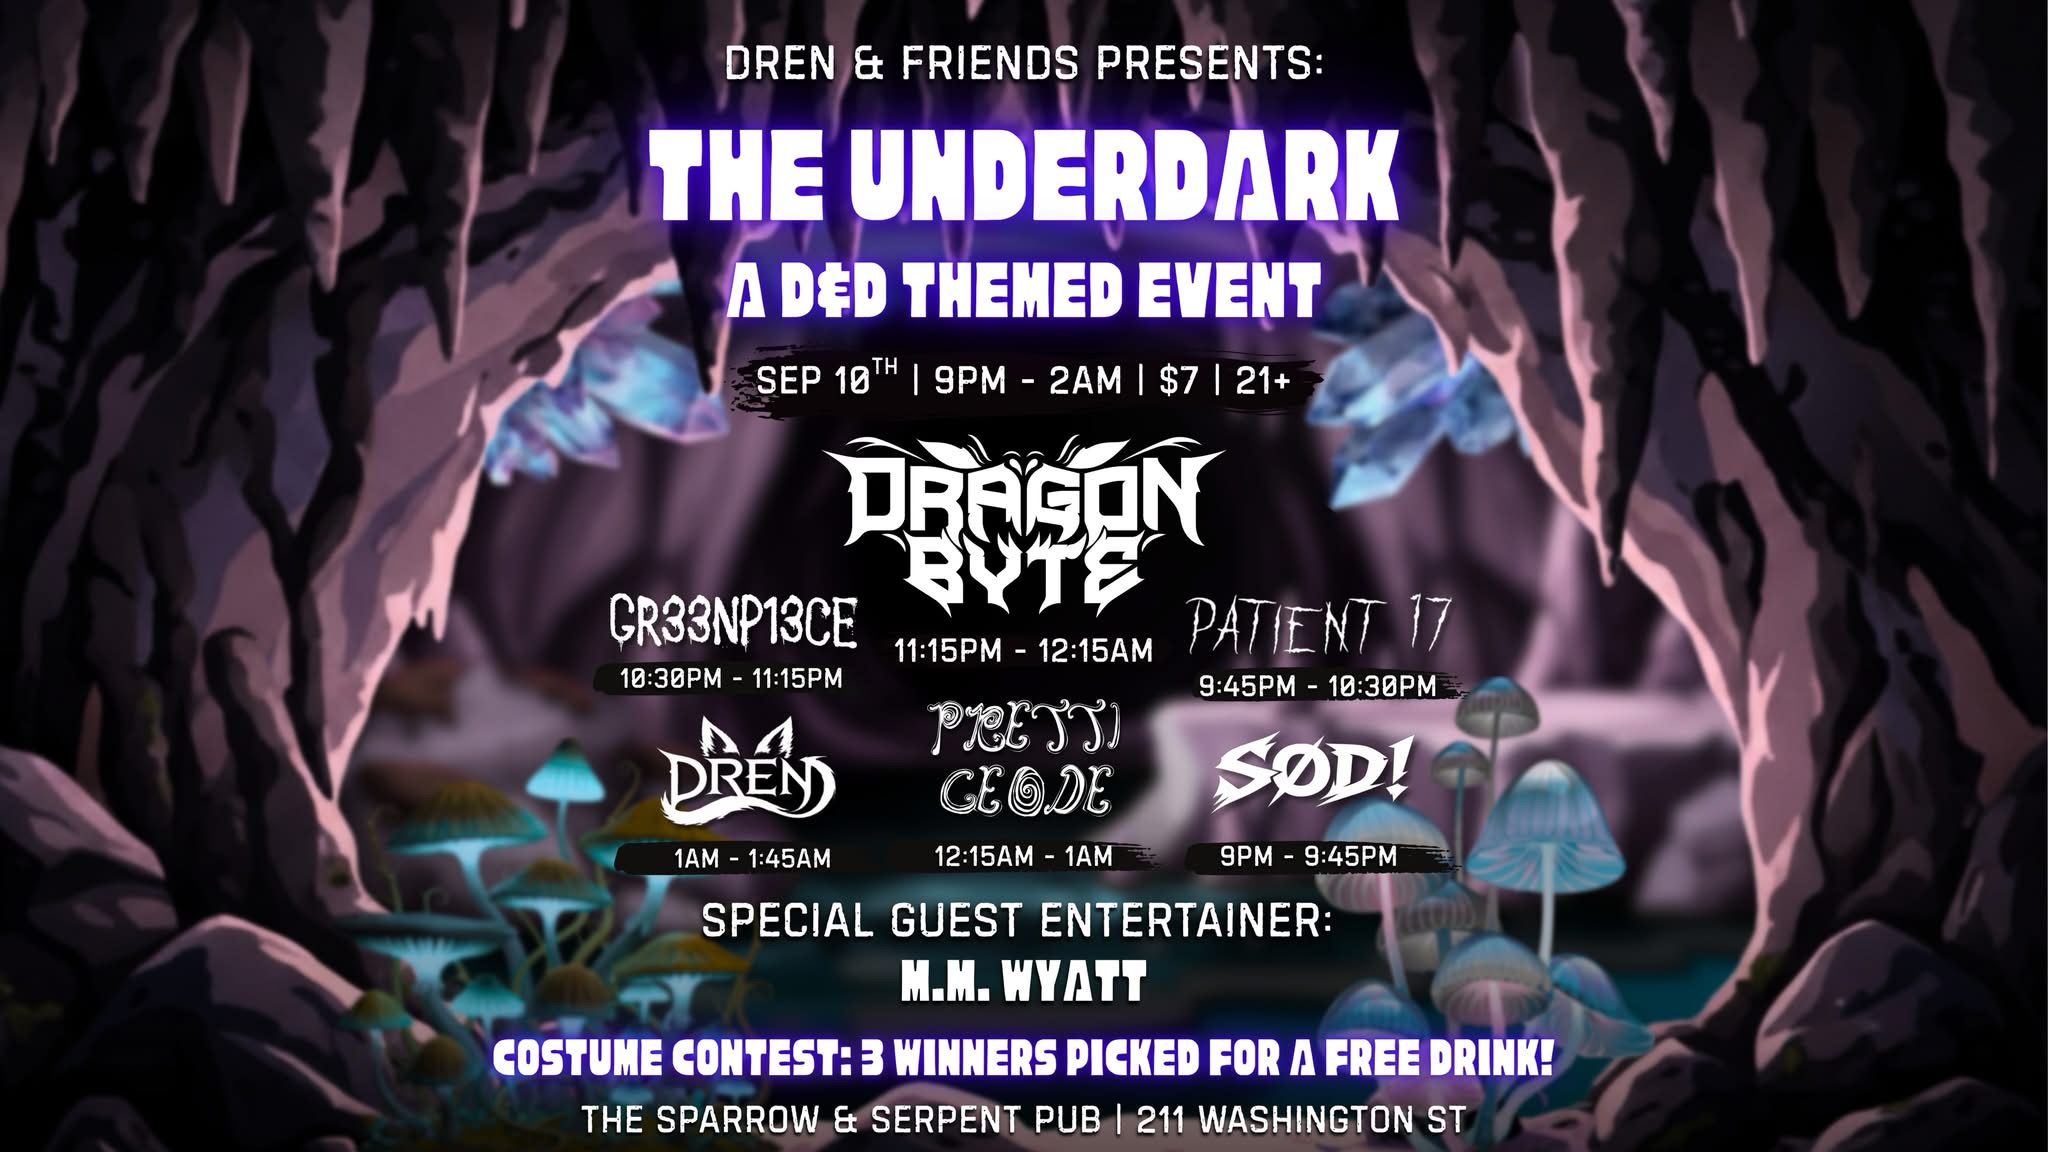 DREN & FRIENDS PRESENTS:
THE UNDERDARK
A D&D THEMED EVENT
SEP 10TH | 9PM - 2AM | $7 | 21+
DRAGON
BYTE
11:15PM - 12:15AM
GR33NP13CE
10:30PM - 11:15PM
PATIENT 17
9:45PM - 10:30PM
DREN
1AM - 1:45AM
PRETTI
GEODE
12:15AM - 1AM
SØD!
9PM - 9:45PM
SPECIAL GUEST ENTERTAINER:
M.M. WYATT
COSTUME CONTEST: 3 WINNERS PICKED FOR A FREE DRINK!
THE SPARROW & SERPENT PUB | 211 WASHINGTON ST